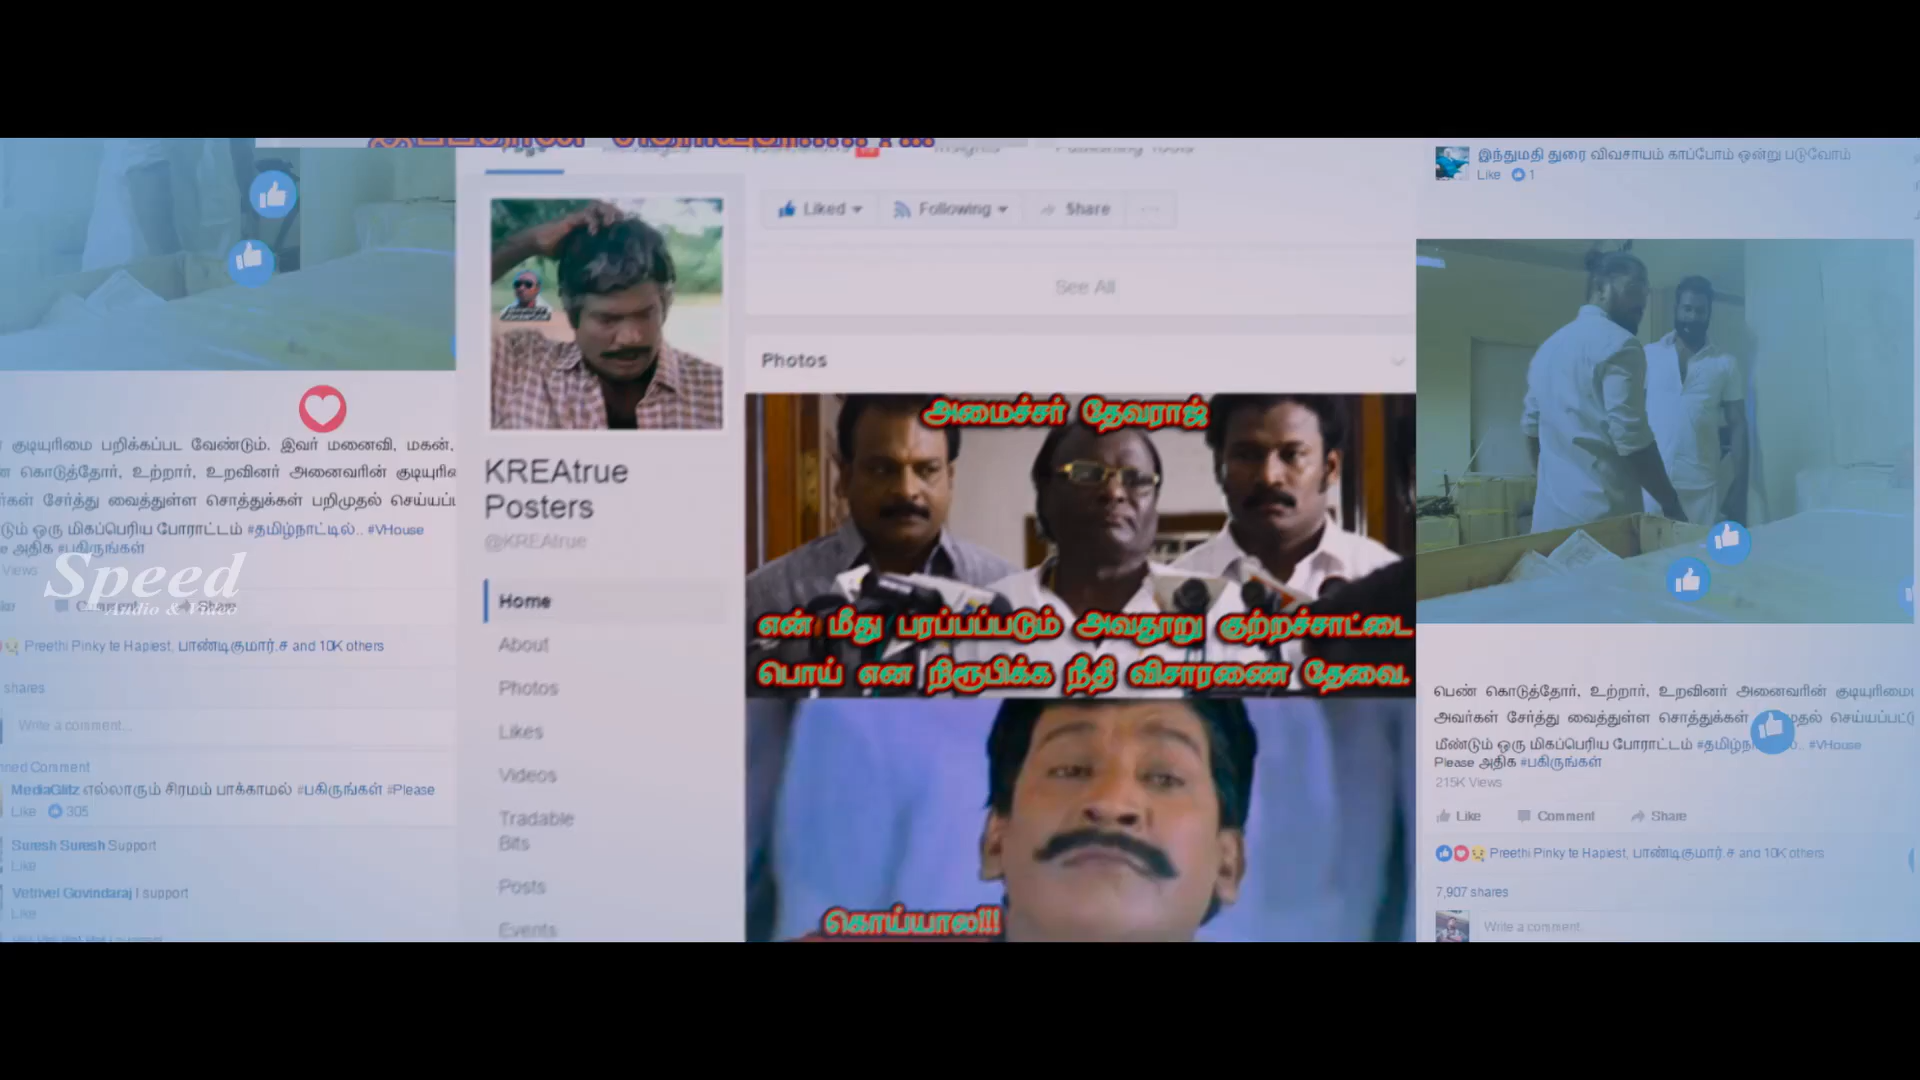 குடியுரிமை பறிக்கப்பட வேண்டும். இவர் மனைவி, மகன்,
கொடுத்தோர், உற்றார், உறவினர் அனைவரின்
சேர்த்து வைத்துள்ள சொத்துக்கள் பறிமுதல்
ஒரு மிகப்பெரிய போராட்டம் #தமிழ்நாட்டில்.. #VHouse
அதிக #பகிருங்கள்
Views
Speed
Audio & Video
Comment Share
Preethi Pinky te Hapiest, பாண்டிகுமார்.ச and 10K others
shares
Write a comment...
Comment
MediaGlitz எல்லாரும் சிரமம் பாக்காமல் #பகிருங்கள் #Please
Like 305
Suresh Suresh Support
Like
Vetrivel Govindaraj I support
Like
KREAtrue
Posters
@KREAtrue
Home
About
Photos
Likes
Videos
Tradable
Bits
Posts
Events
Liked Following Share
See All
Photos
அமைச்சர் தேவராஜ்
என் மீது பரப்பப்படும் அவதூறு குற்றச்சாட்டை
பொய் என நிரூபிக்க நீதி விசாரணை தேவை.
கொய்யால!!!
இந்துமதி துரை விவசாயம் காப்போம் ஒன்று படுவோம்
Like 1
பெண் கொடுத்தோர், உற்றார், உறவினர் அனைவரின் குடியுரிமை
அவர்கள் சேர்த்து வைத்துள்ள சொத்துக்கள்
மீண்டும் ஒரு மிகப்பெரிய போராட்டம் #VHouse
Please அதிக #பகிருங்கள்
215K Views
Like Comment Share
Preethi Pinky te Hapiest, பாண்டிகுமார்.ச and 10K others
7,907 shares
Write a comment